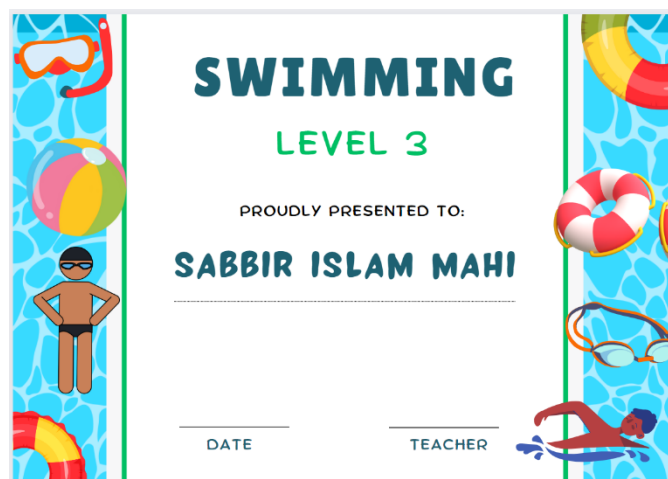 SWIMMING
LEVEL 3
PROUDLY PRESENTED TO:
SABBIR ISLAM MAHI
DATE TEACHER